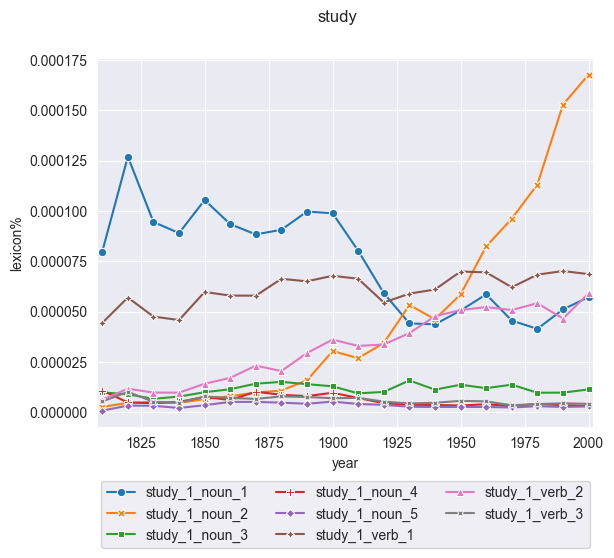 study
0.000175
0.000150
0.000125
0.000100
0.000075
0.000050
0.000025
0.000000
lexicon%
1825 1850 1875 1900 1925 1950 1975 2000
year
study_1_noun_1 study_1_noun_4 study_1_verb_2
study_1_noun_2 study_1_noun_5 study_1_verb_3
study_1_noun_3 study_1_verb_1